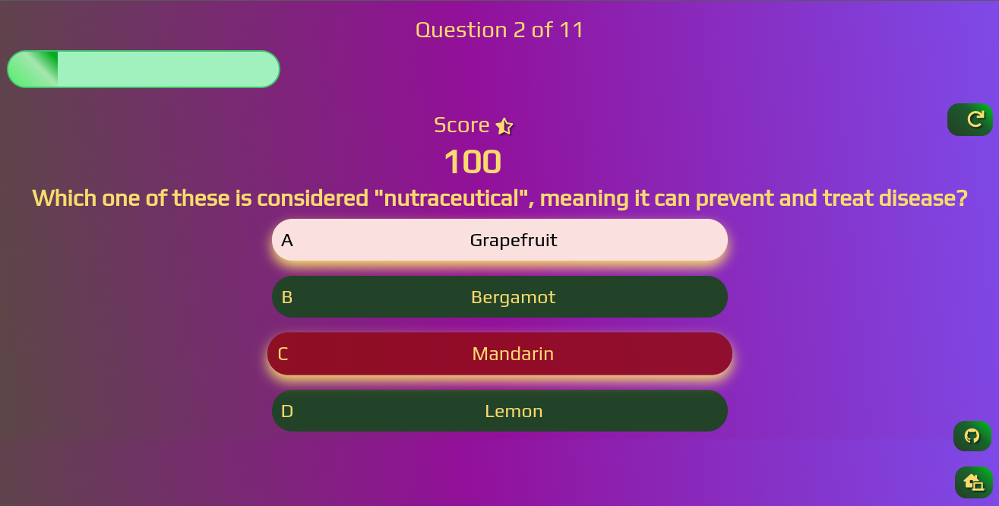 Question 2 of 11
Score
100
Which one of these is considered "nutraceutical", meaning it can prevent and treat disease?
A Grapefruit
B Bergamot
C Mandarin
D Lemon